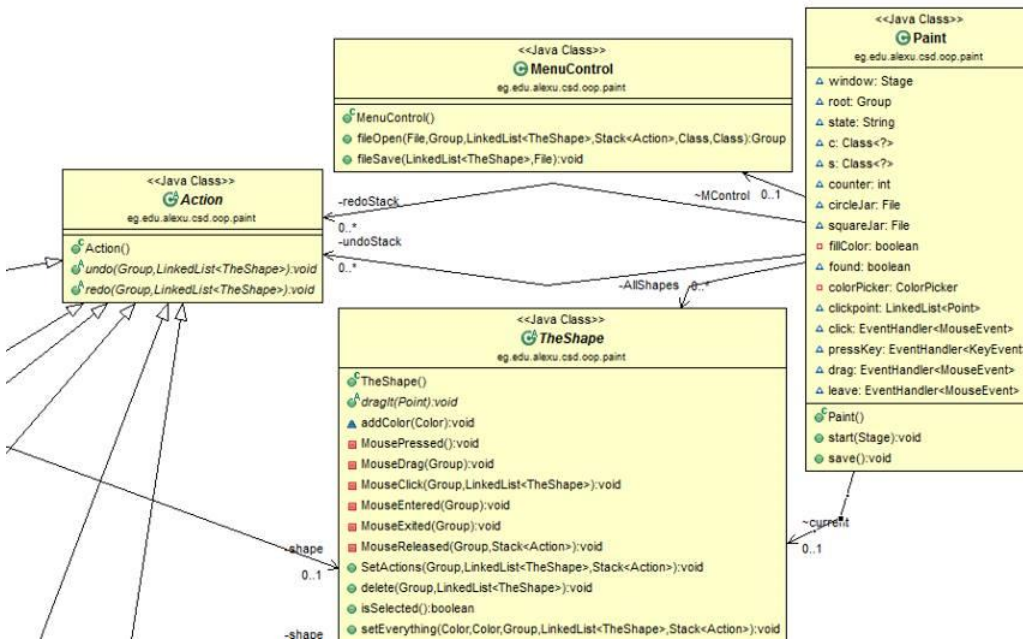 <<Java Class>>
Paint
eg.edu.alexu.csd.oop.paint
window: Stage
root: Group
state: String
c: Class<?>
s: Class<?>
counter: int
circleJar: File
squareJar: File
fillColor: boolean
found: boolean
colorPicker: ColorPicker
clickpoint: LinkedList<Point>
click: EventHandler<MouseEvent>
pressKey: EventHandler<KeyEvent
drag: EventHandler<MouseEvent>
leave: EventHandler<MouseEvent>
Paint()
start(Stage):void
save():void
<<Java Class>>
MenuControl
eg.edu.alexu.csd.oop.paint
MenuControl()
fileOpen(File,Group,LinkedList<TheShape>,Stack<Action>,Class,Class):Group
fileSave(LinkedList<TheShape>,File):void
~MControl
0..1
-redoStack
0..*
-undoStack
0..*
<<Java Class>>
Action
eg.edu.alexu.csd.oop.paint
Action()
undo(Group,LinkedList<TheShape>):void
redo(Group,LinkedList<TheShape>):void
-AllShapes
0..*
<<Java Class>>
TheShape
eg.edu.alexu.csd.oop.paint
TheShape()
dragIt(Point):void
addColor(Color):void
MousePressed():void
MouseDrag(Group):void
MouseClick(Group,LinkedList<TheShape>):void
MouseEntered(Group):void
MouseExited(Group):void
MouseReleased(Group,Stack<Action>):void
SetActions(Group,LinkedList<TheShape>,Stack<Action>):void
delete(Group,LinkedList<TheShape>):void
isSelected():boolean
setEverything(Color,Color,Group,LinkedList<TheShape>,Stack<Action>):void
~current
0..1
-shape
0..1
-shape